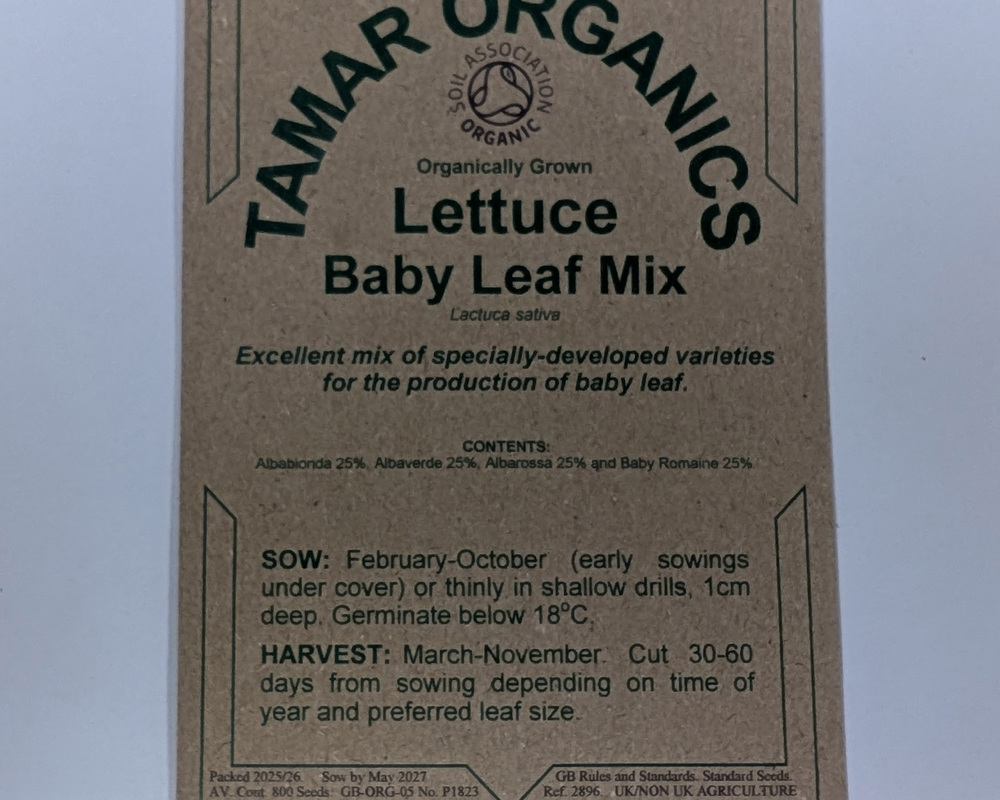 TAMAR ORGANICS
SOIL ASSOCIATION
ORGANIC
Organically Grown
Lettuce
Baby Leaf Mix
Lactuca sativa
Excellent mix of specially-developed varieties
for the production of baby leaf.
CONTENTS:
Albablonda 25%, Albaverde 25%, Albarossa 25% and Baby Romaine 25%.
SOW: February-October (early sowings
under cover) or thinly in shallow drills, 1cm
deep. Germinate below 18ºC.
HARVEST: March-November. Cut 30-60
days from sowing depending on time of
year and preferred leaf size.
Packed 2025/26. Sow by May 2027
AV. Cont. 800 Seeds GB-ORG-05 No. P1823
GB Rules and Standards. Standard Seeds.
Ref. 2896. UK/NON UK AGRICULTURE